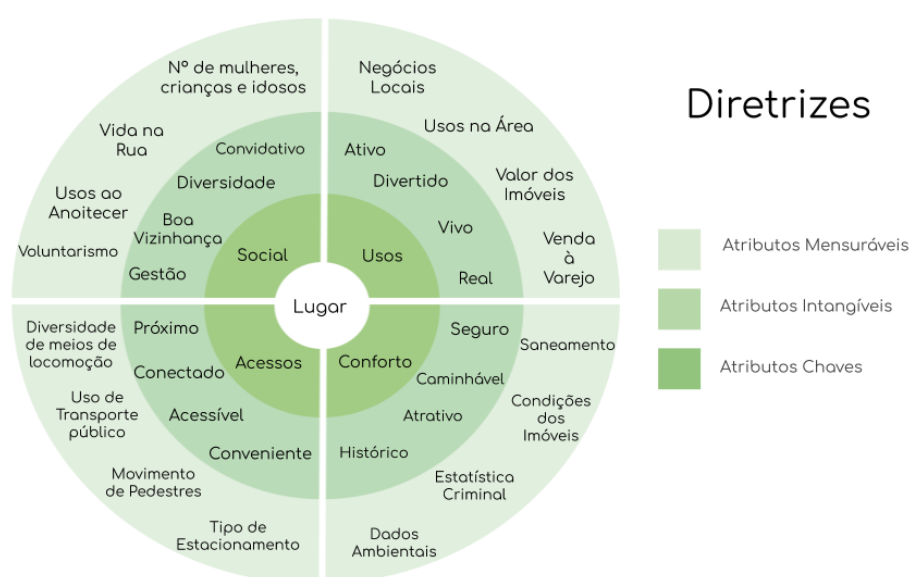 Nº de mulheres,
crianças e idosos
Vida na
Rua
Usos ao
Anoitecer
Voluntarismo
Convidativo
Diversidade
Boa
Vizinhança
Gestão
Social
Negócios
Locais
Usos na Área
Valor dos
Imóveis
Venda
à
Varejo
Ativo
Divertido
Vivo
Real
Usos
Lugar
Diversidade
de meios de
locomoção
Uso de
Transporte
público
Movimento
de Pedestres
Tipo de
Estacionamento
Próximo
Conectado
Acessível
Conveniente
Acessos
Conforto
Seguro
Caminhável
Atrativo
Histórico
Saneamento
Condições
dos
Imóveis
Estatística
Criminal
Dados
Ambientais
Diretrizes
Atributos Mensuráveis
Atributos Intangíveis
Atributos Chaves